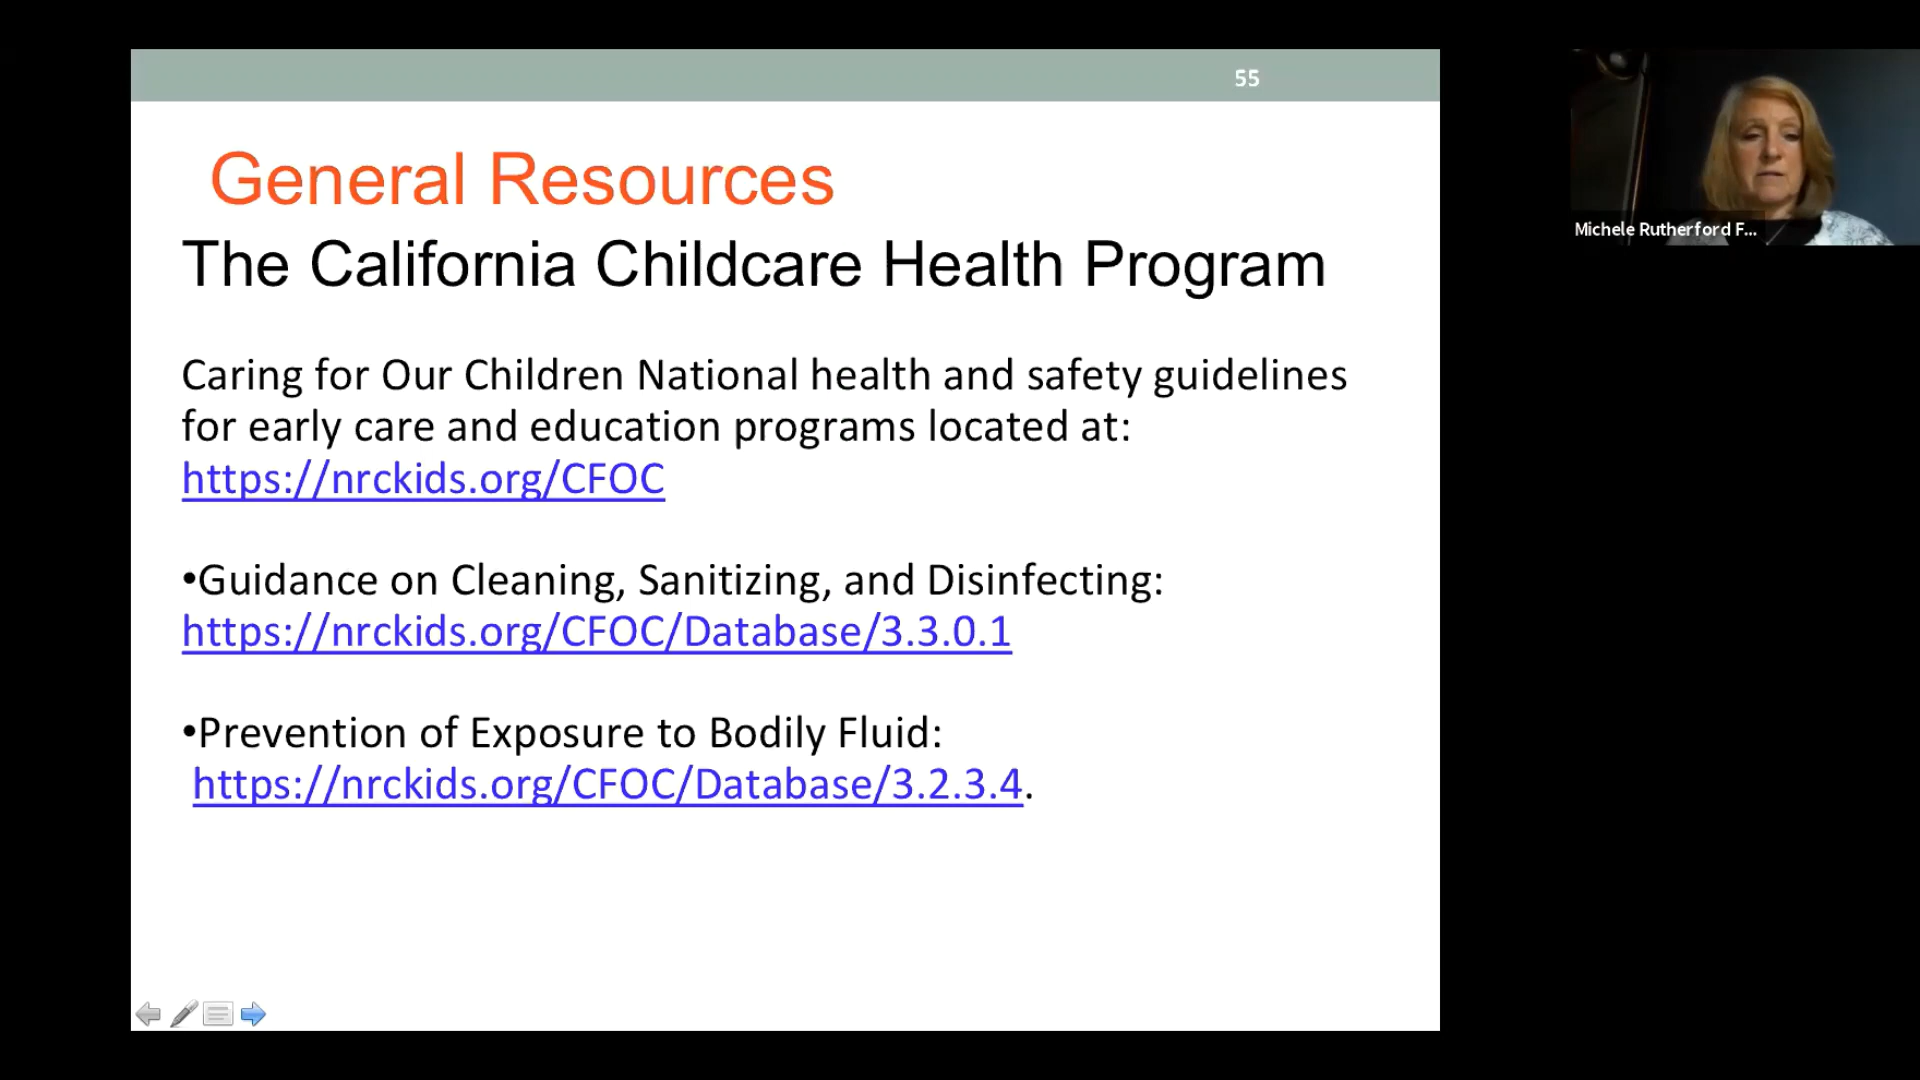 55
General Resources
The California Childcare Health Program
Caring for Our Children National health and safety guidelines
for early care and education programs located at:
https://nrckids.org/CFOC
•Guidance on Cleaning, Sanitizing, and Disinfecting:
https://nrckids.org/CFOC/Database/3.3.0.1
•Prevention of Exposure to Bodily Fluid:
https://nrckids.org/CFOC/Database/3.2.3.4.
Michele Rutherford F...